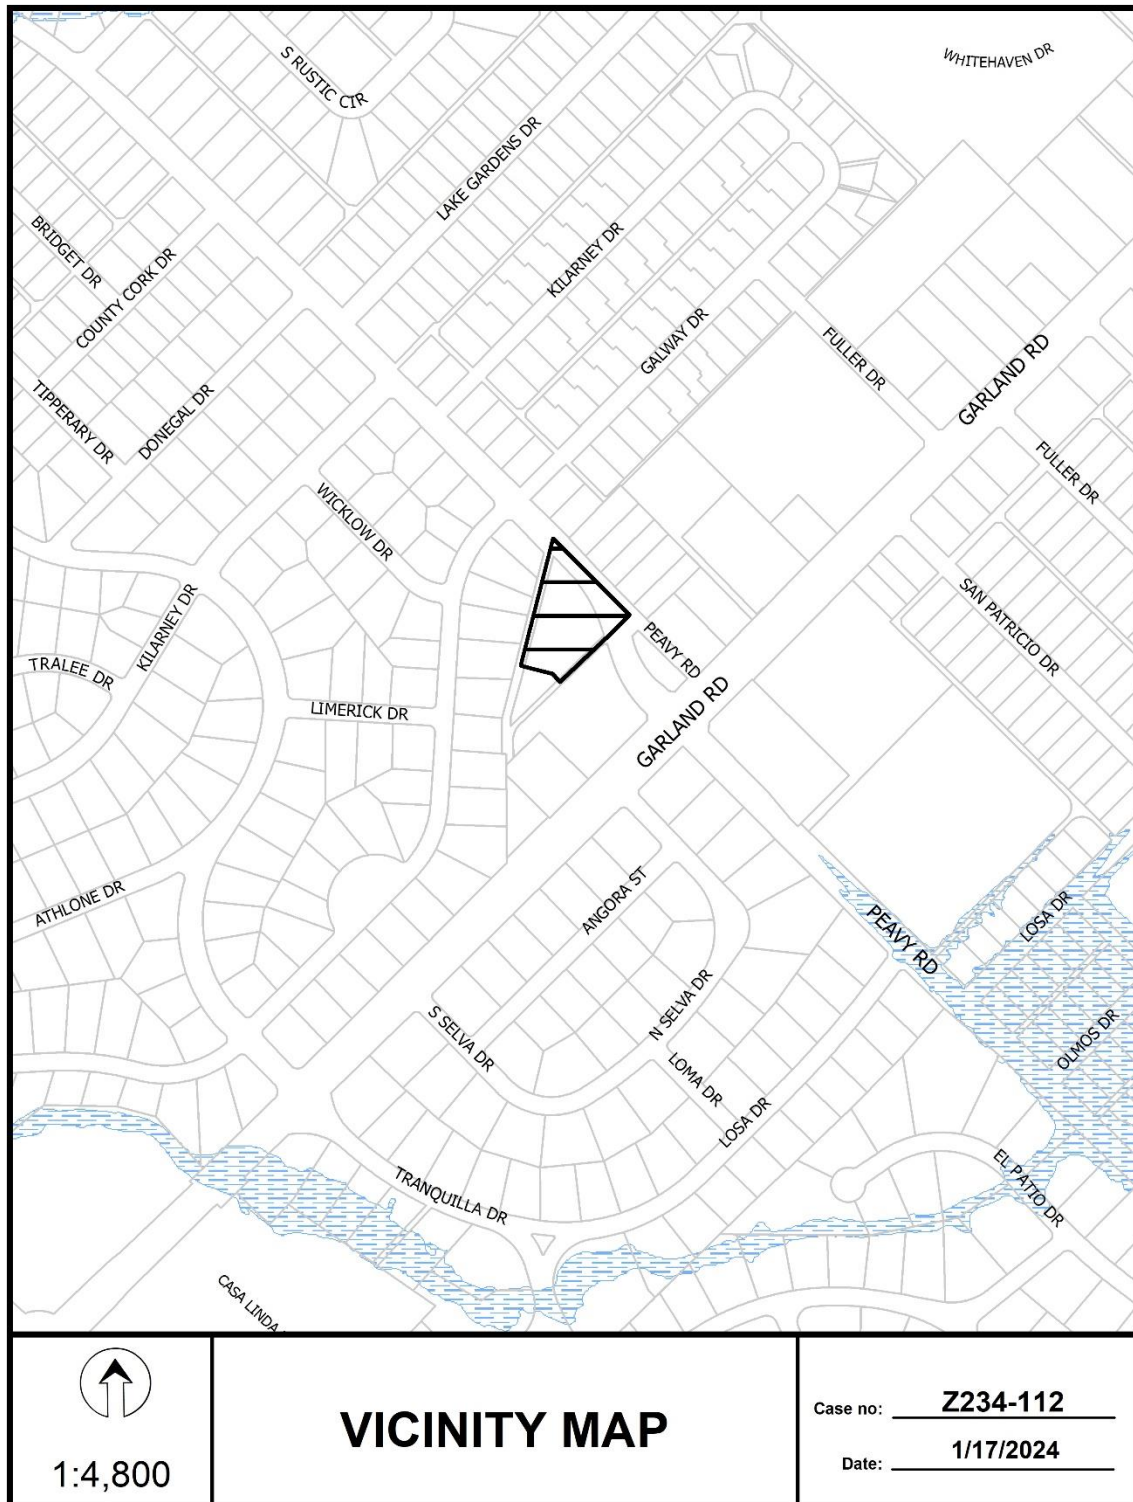 S RUSTIC CIR
WHITEHAVEN DR
LAKE GARDENS DR
BRIDGET DR
COUNTY CORK DR
KILARNEY DR
GALWAY DR
FULLER DR
GARLAND RD
TIPPERARY DR
DONEGAL DR
FULLER DR
WICKLOW DR
SAN PATRICIO DR
KILARNEY DR
PEAVY RD
TRALEE DR
LIMERICK DR
GARLAND RD
ATHLONE DR
ANGORA ST
PEAVY RD
LOSA DR
S SELVA DR
N SELVA DR
OLMOS DR
LOMA DR
LOSA DR
TRANQUILLA DR
EL PATIO DR
CASA LINDA
1:4,800
VICINITY MAP
Case no: Z234-112
Date: 1/17/2024